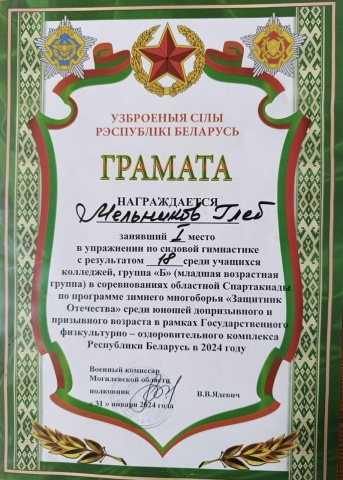 УЗБРОЕНЫЯ СІЛЫ
РЭСПУБЛІКІ БЕЛАРУСЬ
ГРАМАТА
НАГРАЖДАЕТСЯ
Мельников Глеб
занявший I место
в упражнении по силовой гимнастике
с результатом 18 среди учащихся
колледжей, группа «Б» (младшая возрастная
группа) в соревнованиях областной Спартакиады
по программе зимнего многоборья «Защитник
Отечества» среди юношей допризывного и
призывного возраста в рамках Государственного
физкультурно – оздоровительного комплекса
Республики Беларусь в 2024 году
Военный комиссар
Могилевской области
полковник В.В.Ядевич
« 31 » января 2024 года